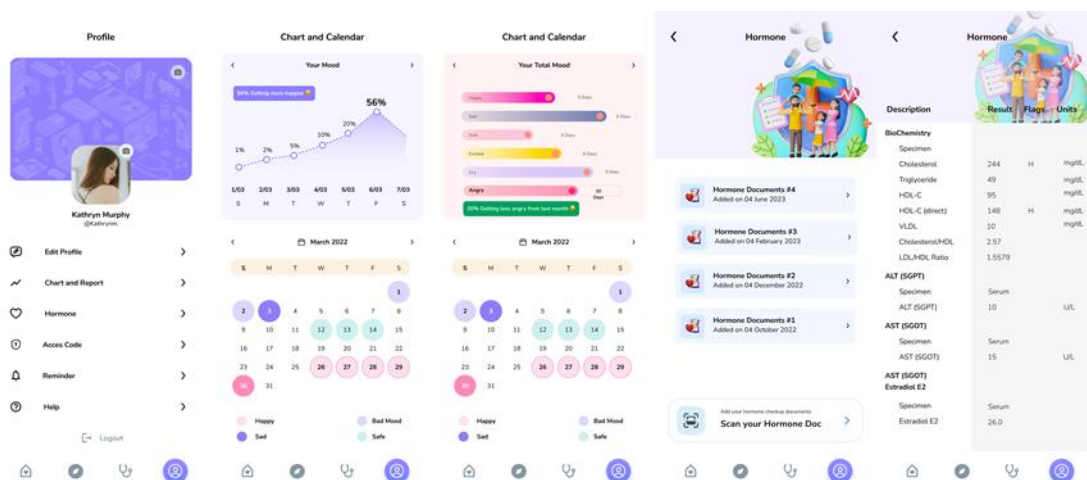 Profile
Kathryn Murphy
@Kathrynm
Edit Profile
Chart and Report
Hormone
Acces Code
Reminder
Help
Logout
Chart and Calendar
Your Mood
56% Getting more happier
1%
2%
5%
10%
20%
56%
1/03 2/03 3/03 4/03 5/03 6/03 7/03
S M T W T F S
March 2022
S M T W T F S
1
2 3 4 5 6 7 8
9 10 11 12 13 14 15
16 17 18 19 20 21 22
23 24 25 26 27 28 29
30 31
Happy Bad Mood
Sad Safe
Chart and Calendar
Your Total Mood
Happy
Sad
Safe
Excited
Angry 10 Days
20% Getting less angry from last month
March 2022
S M T W T F S
1
2 3 4 5 6 7 8
9 10 11 12 13 14 15
16 17 18 19 20 21 22
23 24 25 26 27 28 29
30 31
Happy Bad Mood
Sad Safe
Hormone
Hormone Documents #4
Added on 04 June 2023
Hormone Documents #3
Added on 04 February 2023
Hormone Documents #2
Added on 04 December 2022
Hormone Documents #1
Added on 04 October 2022
Add your hormone checkup documents
Scan your Hormone Doc
Hormone
Description Result Flags Units
BioChemistry
Specimen
Cholesterol 244 H mg/dL
Triglyceride 49 mg/dL
HDL-C 95 mg/dL
HDL-C (direct) 148 H mg/dL
VLDL 10 mg/dL
Cholesterol/HDL 2.57
LDL/HDL Ratio 1.5579
ALT (SGPT)
Specimen Serum
ALT (SGPT) 10 U/L
AST (SGOT)
Specimen Serum
AST (SGOT) 15 U/L
AST (SGOT)
Estradiol E2
Specimen Serum
Estradiol E2 26.0